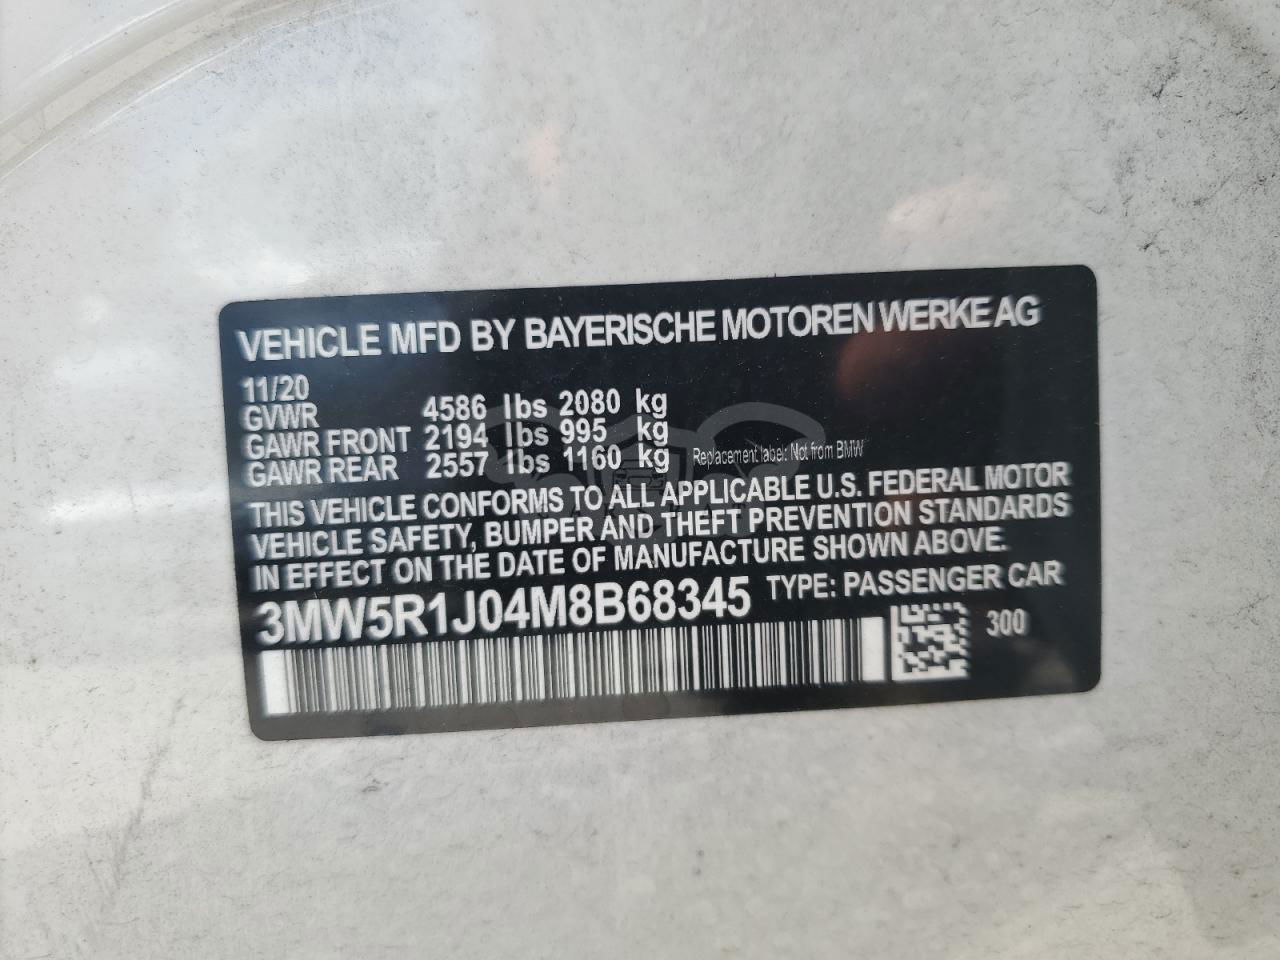 VEHICLE MFD BY BAYERISCHE MOTOREN WERKE AG
11/20
GVWR 4586 lbs 2080 kg
GAWR FRONT 2194 lbs 995 kg
GAWR REAR 2557 lbs 1160 kg Replacement label: Not from BMW
THIS VEHICLE CONFORMS TO ALL APPLICABLE U.S. FEDERAL MOTOR
VEHICLE SAFETY, BUMPER AND THEFT PREVENTION STANDARDS
IN EFFECT ON THE DATE OF MANUFACTURE SHOWN ABOVE.
3MW5R1J04M8B68345 TYPE: PASSENGER CAR
300